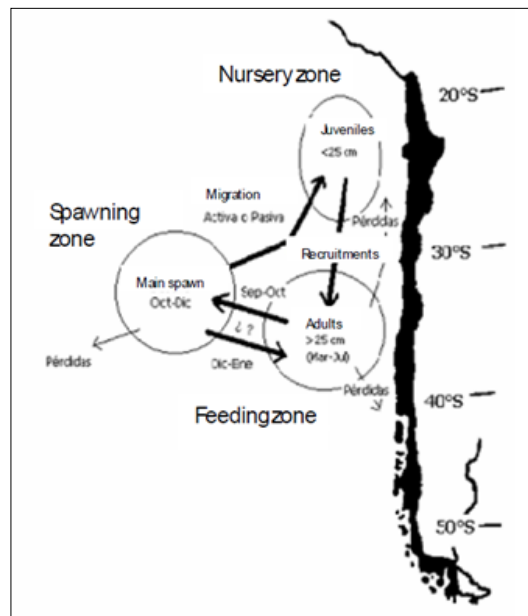 Nursery zone
20°S
Juveniles
<25 cm
Migration
Activa o Pasiva
Pérdidas
Spawning
zone
Recruitments
30°S
Main spawn
Oct-Dic
Sep-Oct
¿ ?
Adults
>25 cm
(Mar-Jul)
Dic-Ene
Pérdidas
Pérdidas
Feeding zone
40°S
50°S